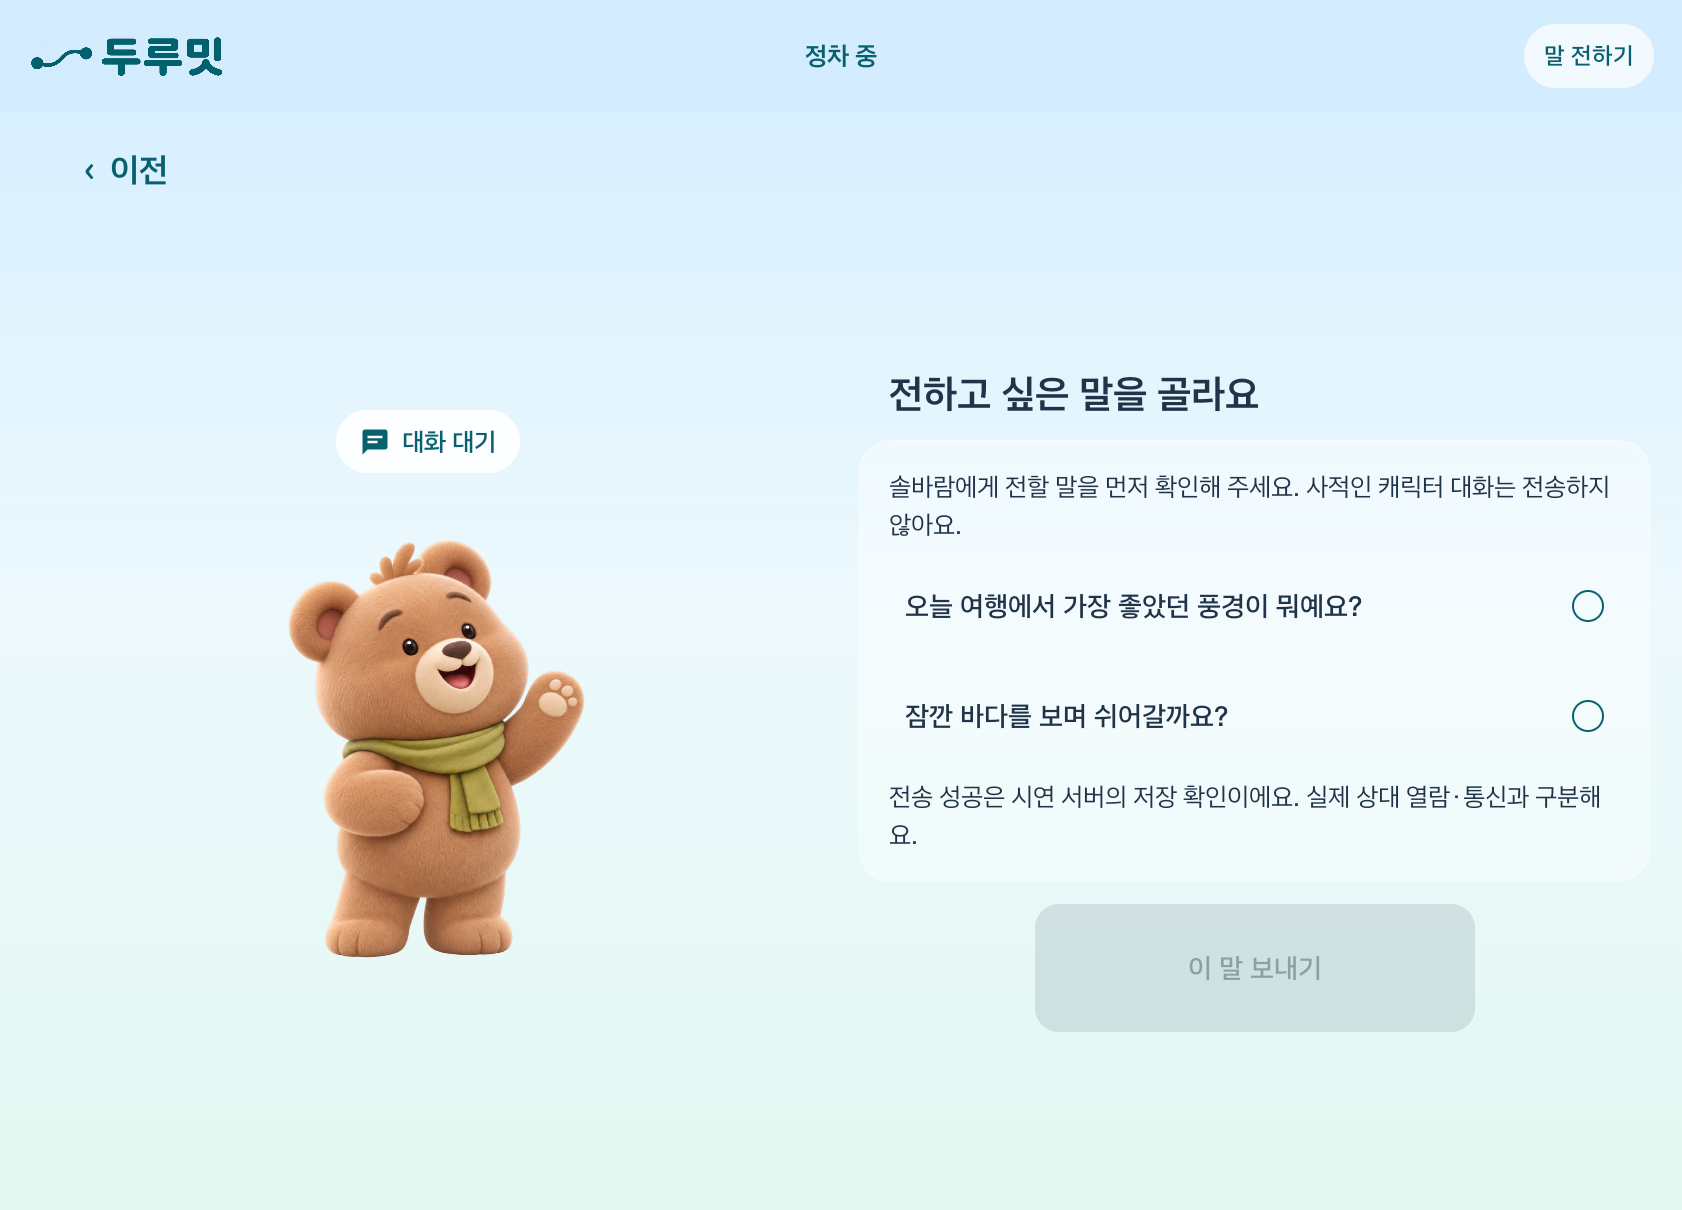 두루밋
정차 중
말 전하기
이전
대화 대기
전하고 싶은 말을 골라요
솔바람에게 전할 말을 먼저 확인해 주세요. 사적인 캐릭터 대화는 전송하지
않아요.
오늘 여행에서 가장 좋았던 풍경이 뭐예요?
잠깐 바다를 보며 쉬어갈까요?
전송 성공은 시연 서버의 저장 확인이에요. 실제 상대 열람·통신과 구분해
요.
이 말 보내기